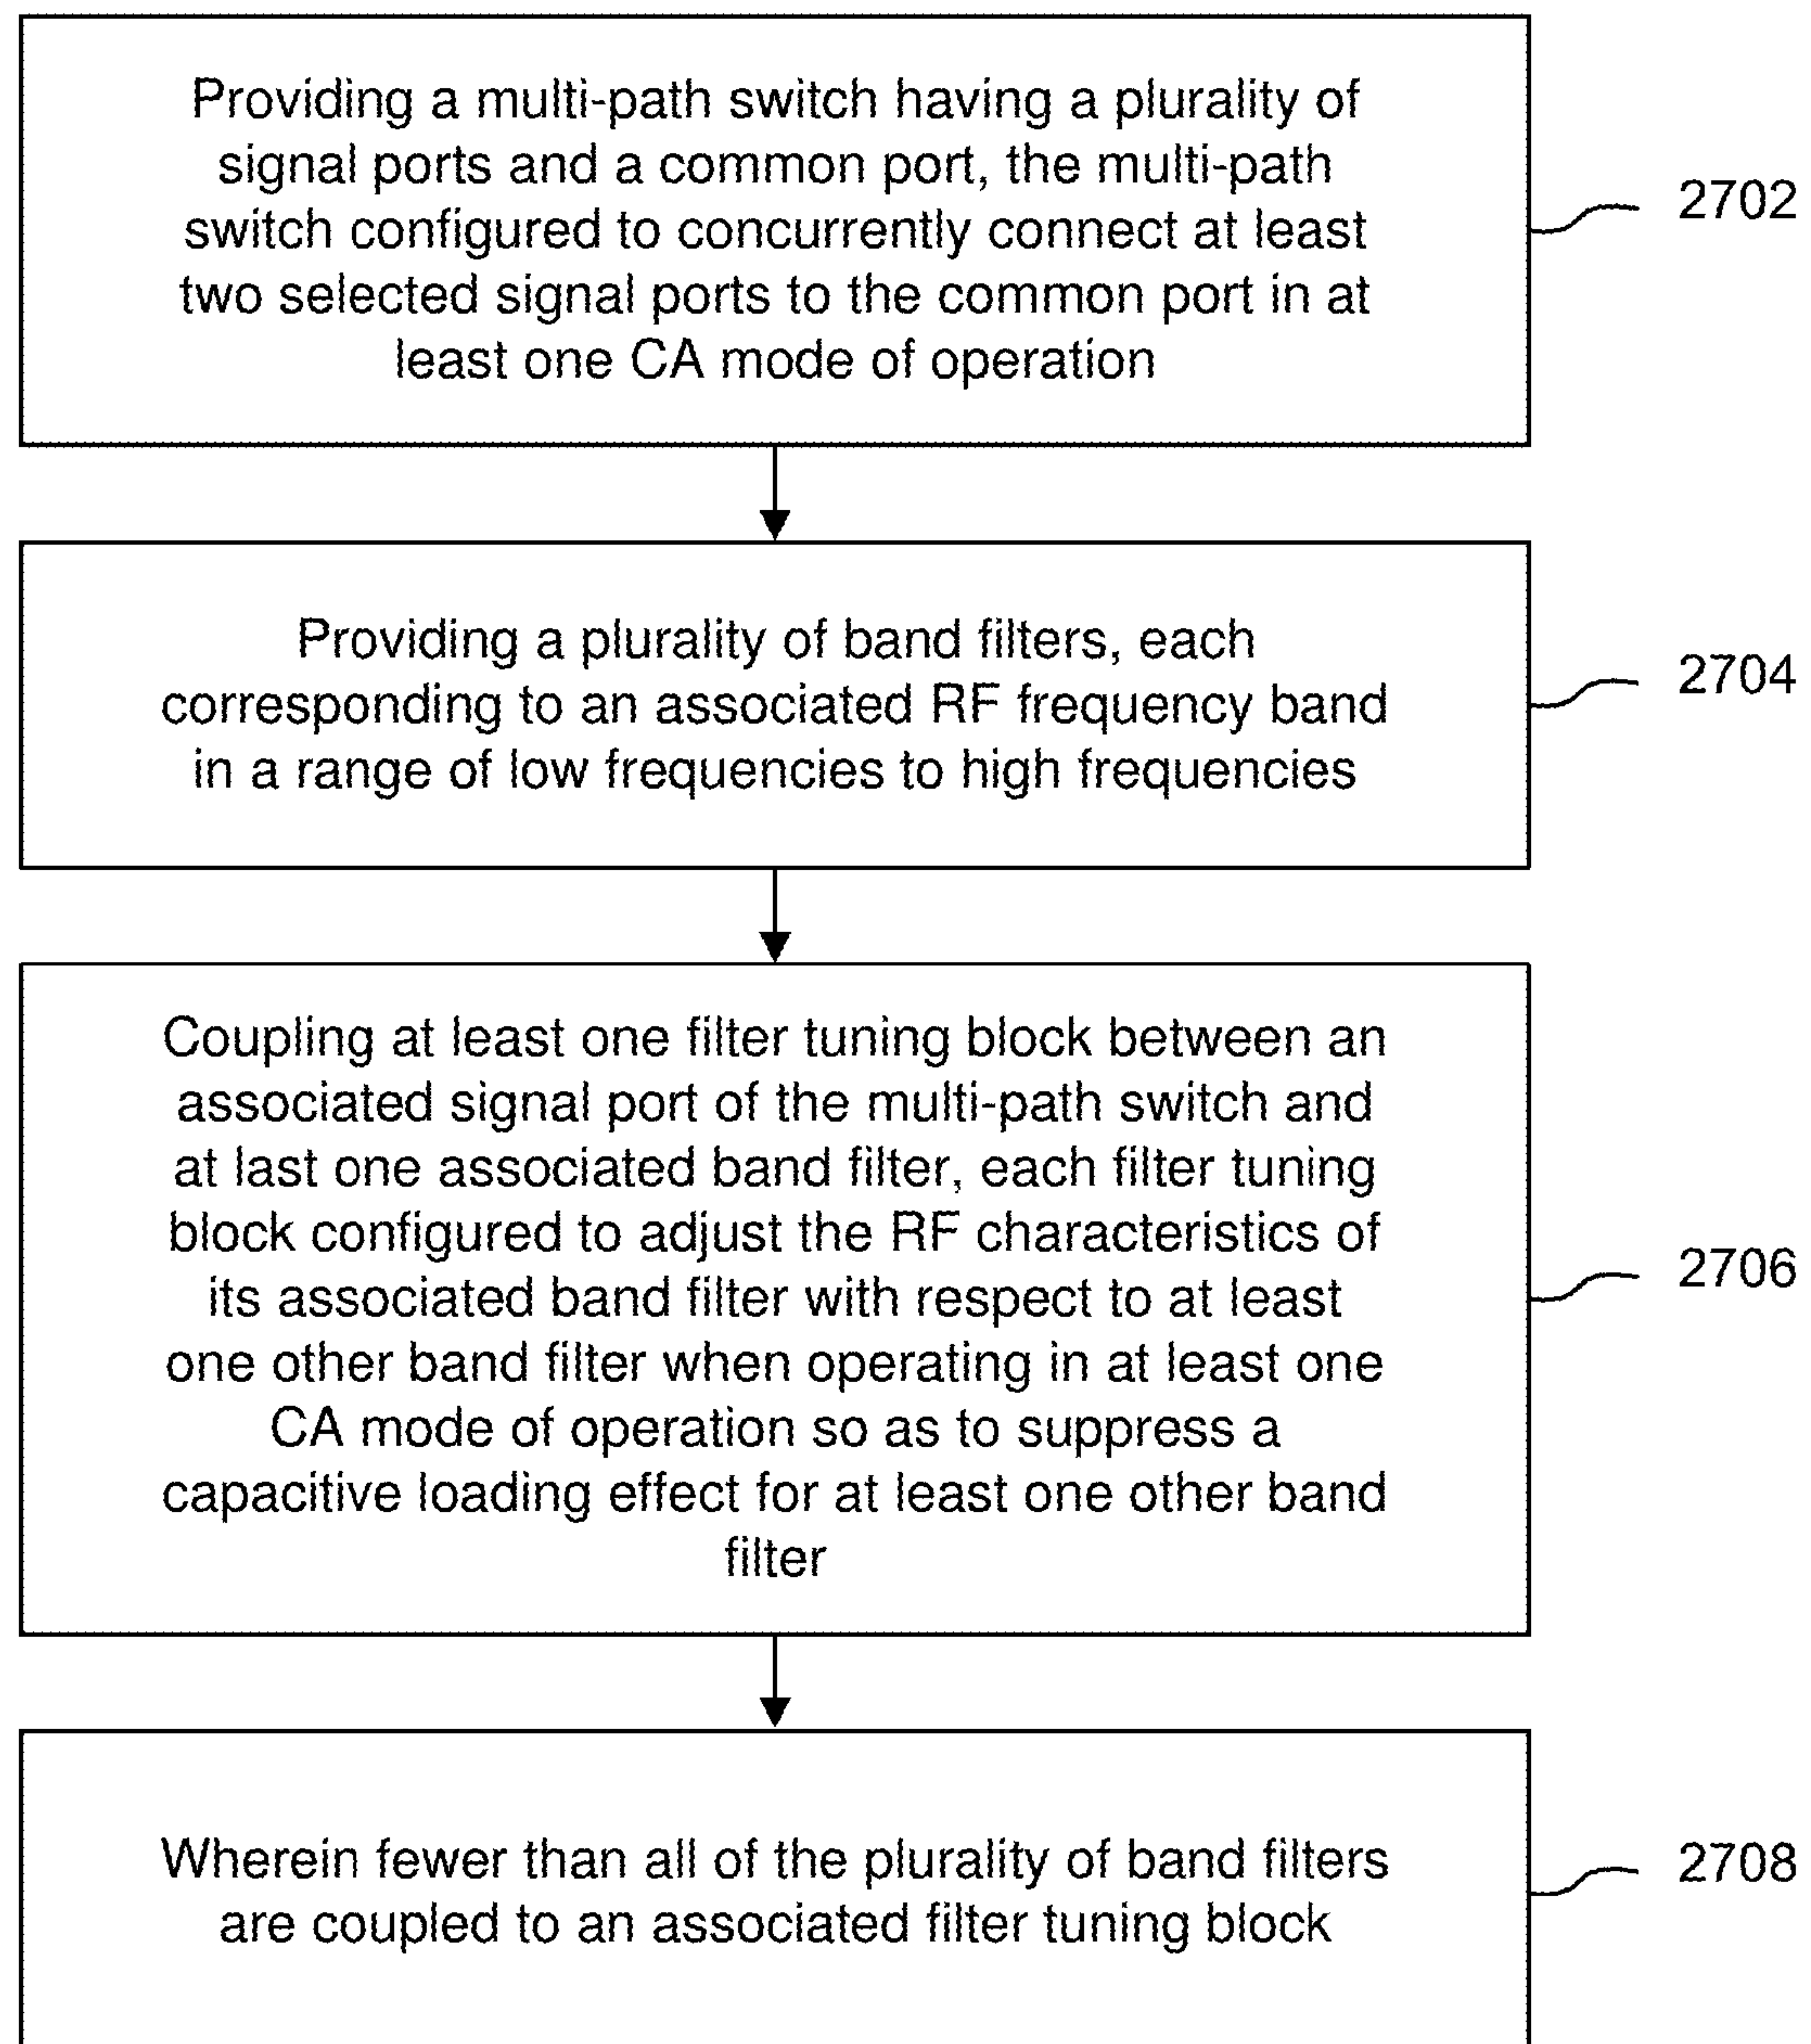 Providing a multi-path switch having a plurality of
signal ports and a common port, the multi-path
switch configured to concurrently connect at least
two selected signal ports to the common port in at
least one CA mode of operation
2702
Providing a plurality of band filters, each
corresponding to an associated RF frequency band
in a range of low frequencies to high frequencies
2704
Coupling at least one filter tuning block between an
associated signal port of the multi-path switch and
at last one associated band filter, each filter tuning
block configured to adjust the RF characteristics of
its associated band filter with respect to at least
one other band filter when operating in at least one
CA mode of operation so as to suppress a
capacitive loading effect for at least one other band
filter
2706
Wherein fewer than all of the plurality of band filters
are coupled to an associated filter tuning block
2708